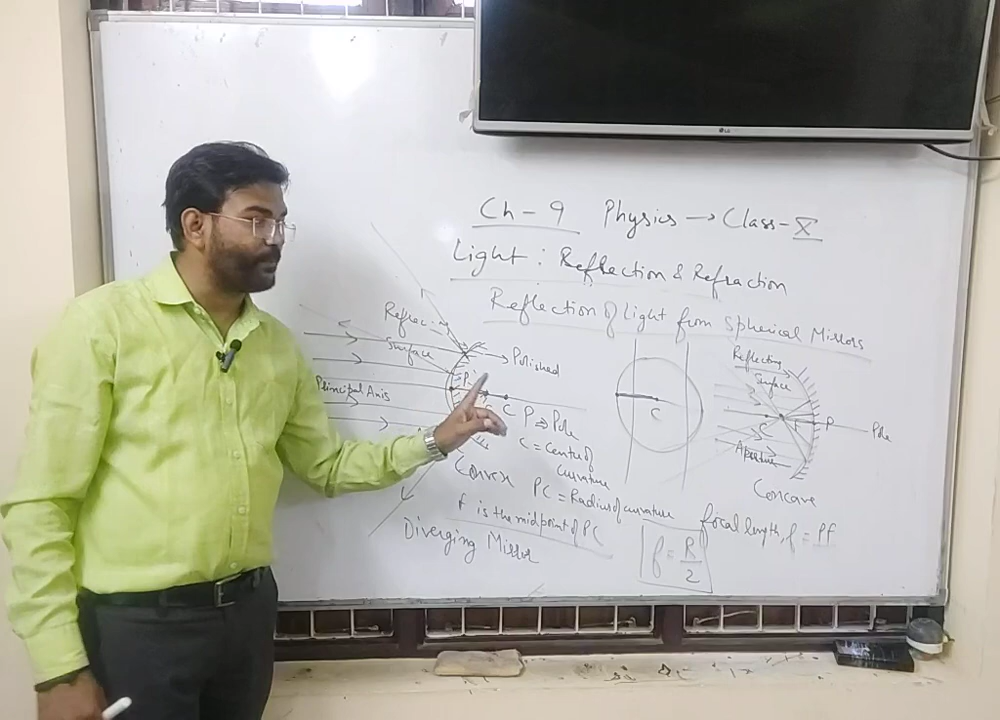 LG
Ch - 9 Physics → Class - X
Light : Reflection & Refraction
Reflection of Light from Spherical Mirrors
Reflecting
Surface
Polished
Principal Axis
P
C
P → Pole
C = Centre of
curvature
Convex
PC = Radius of curvature
F is the midpoint of PC
Diverging Mirror
C
Reflecting
Surface
C
F
P
Pole
Aperture
Concave
focal length, f = PF
f = R/2